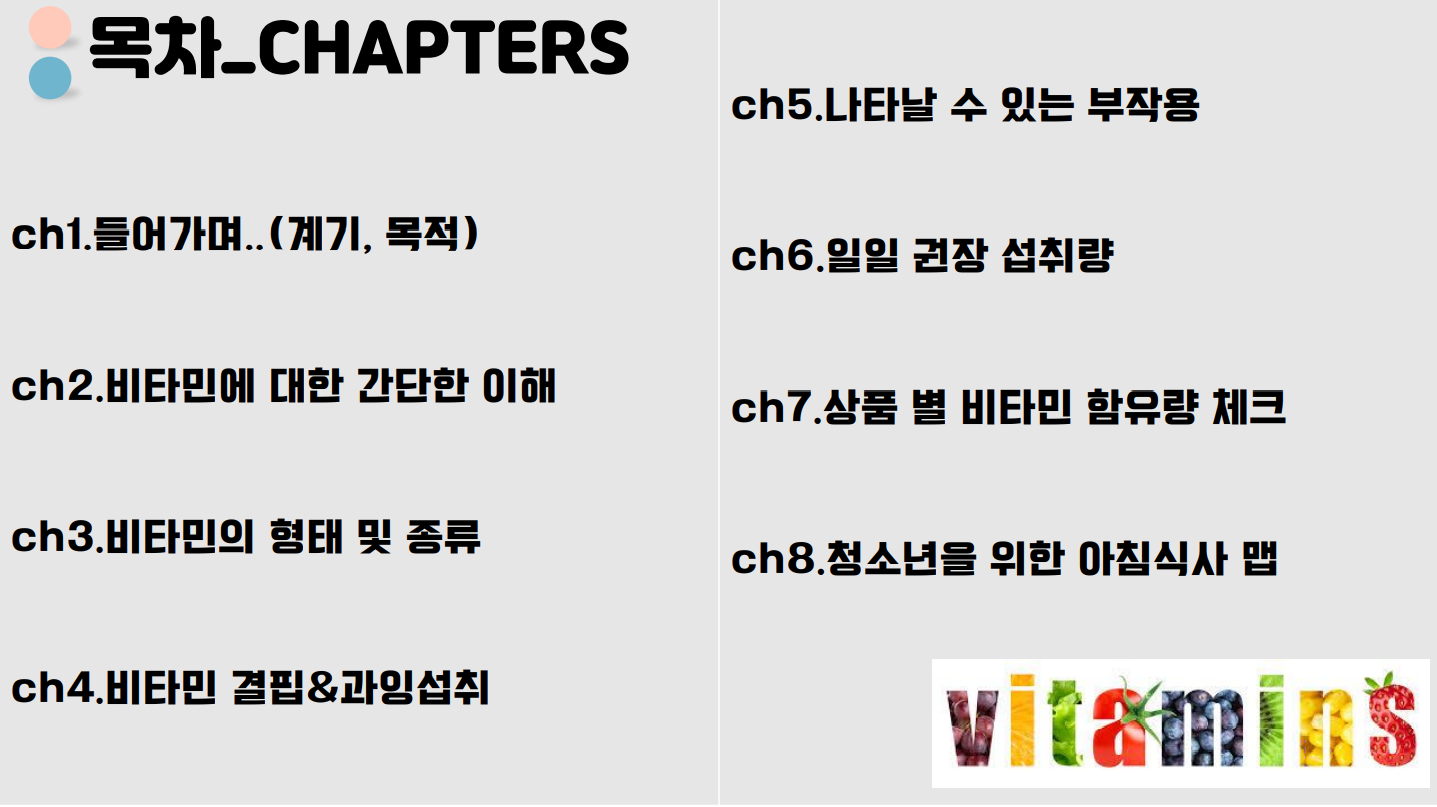 목차_CHAPTERS
ch1.들어가며..(계기, 목적)
ch2.비타민에 대한 간단한 이해
ch3.비타민의 형태 및 종류
ch4.비타민 결핍&과잉섭취
ch5.나타날 수 있는 부작용
ch6.일일 권장 섭취량
ch7.상품 별 비타민 함유량 체크
ch8.청소년을 위한 아침식사 맵
vitamins